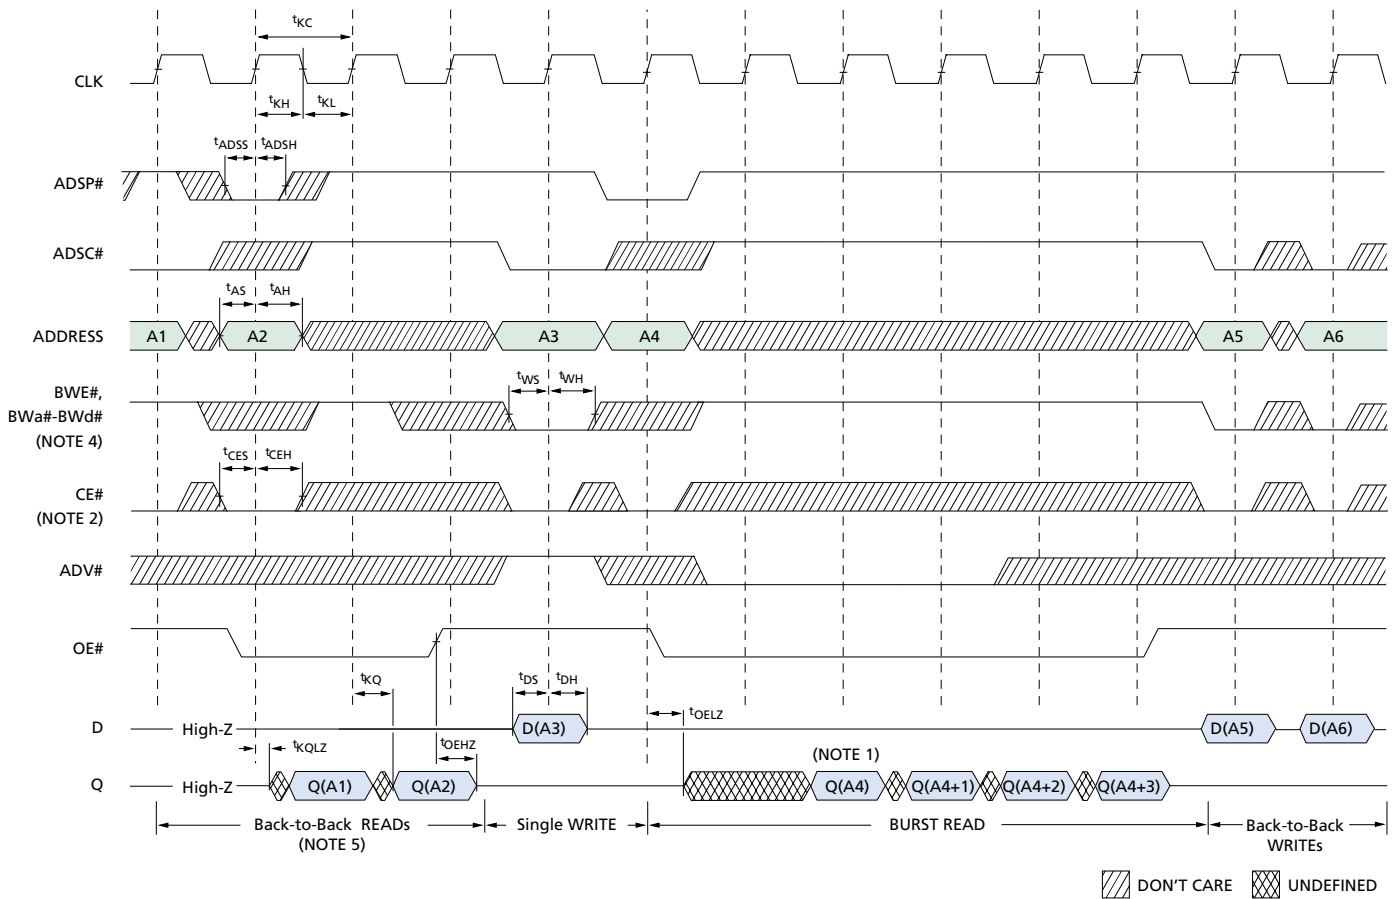 tKC
CLK
tKH
tKL
tADSS
tADSH
ADSP#
ADSC#
tAS
tAH
ADDRESS
A1
A2
A3
A4
A5
A6
BWE#,
BWa#-BWd#
(NOTE 4)
tWS
tWH
tCES
tCEH
CE#
(NOTE 2)
ADV#
OE#
tKQ
tDS
tDH
tOELZ
D
High-Z
D(A3)
D(A5)
D(A6)
tKQLZ
tOEHZ
(NOTE 1)
Q
High-Z
Q(A1)
Q(A2)
Q(A4)
Q(A4+1)
Q(A4+2)
Q(A4+3)
Back-to-Back READs
(NOTE 5)
Single WRITE
BURST READ
Back-to-Back
WRITEs
DON'T CARE
UNDEFINED